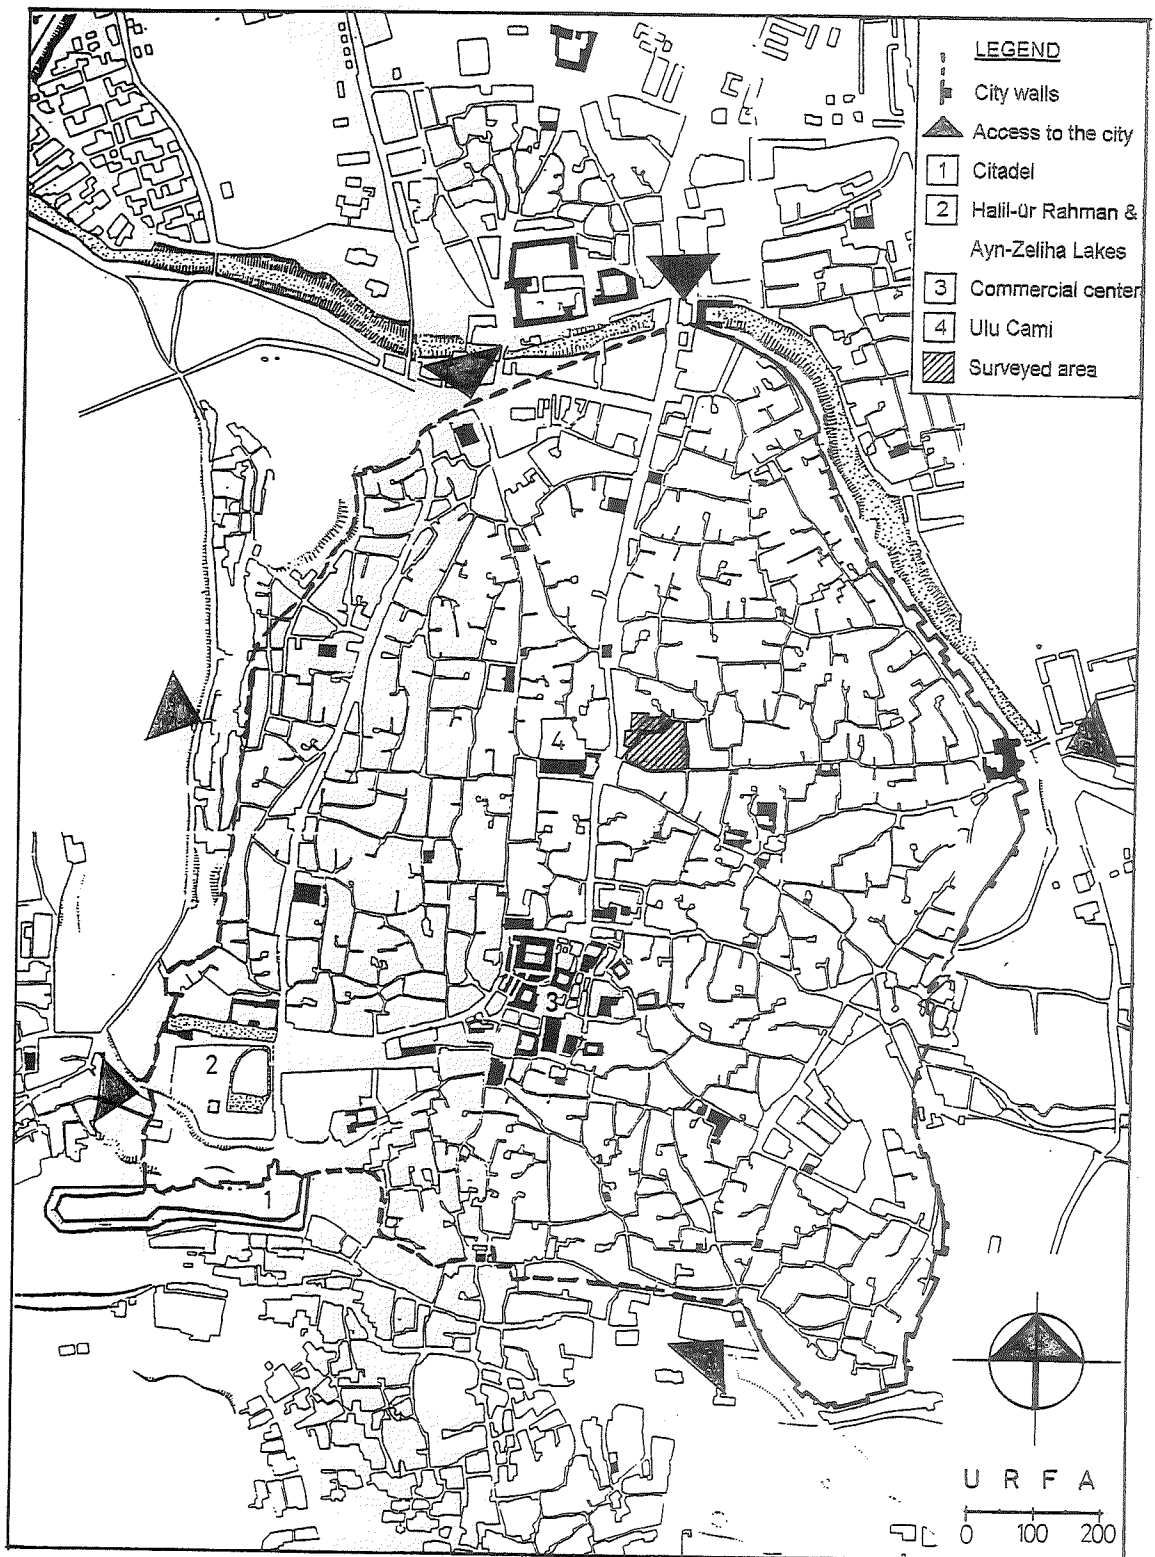 LEGEND
City walls
Access to the city
1 Citadel
2 Halil-ür Rahman &
Ayn-Zeliha Lakes
3 Commercial center
4 Ulu Cami
Surveyed area
4
3
2
1
URFA
0 100 200